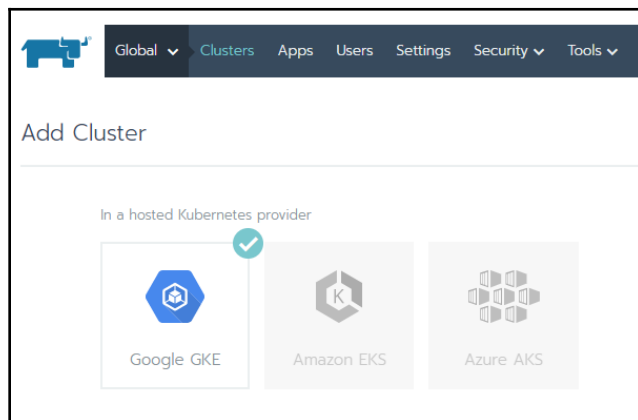 Global Clusters Apps Users Settings Security Tools
Add Cluster
In a hosted Kubernetes provider
K
Google GKE Amazon EKS Azure AKS